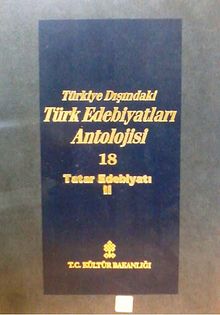 Türkiye Dışındaki
Türk Edebiyatları
Antolojisi
18
Tatar Edebiyatı
II
T.C. KÜLTÜR BAKANLIĞI